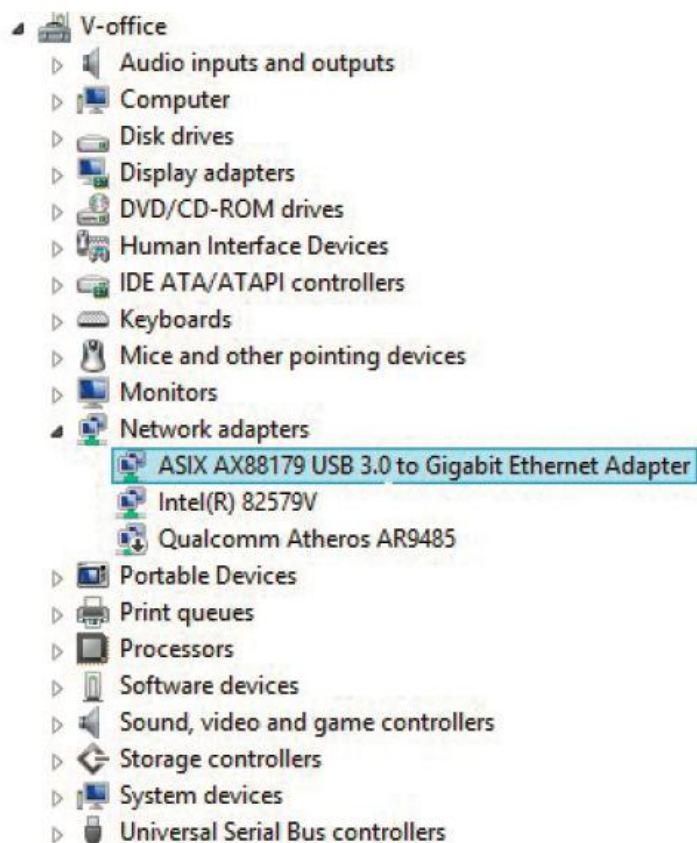 V-office
Audio inputs and outputs
Computer
Disk drives
Display adapters
DVD/CD-ROM drives
Human Interface Devices
IDE ATA/ATAPI controllers
Keyboards
Mice and other pointing devices
Monitors
Network adapters
ASIX AX88179 USB 3.0 to Gigabit Ethernet Adapter
Intel(R) 82579V
Qualcomm Atheros AR9485
Portable Devices
Print queues
Processors
Software devices
Sound, video and game controllers
Storage controllers
System devices
Universal Serial Bus controllers